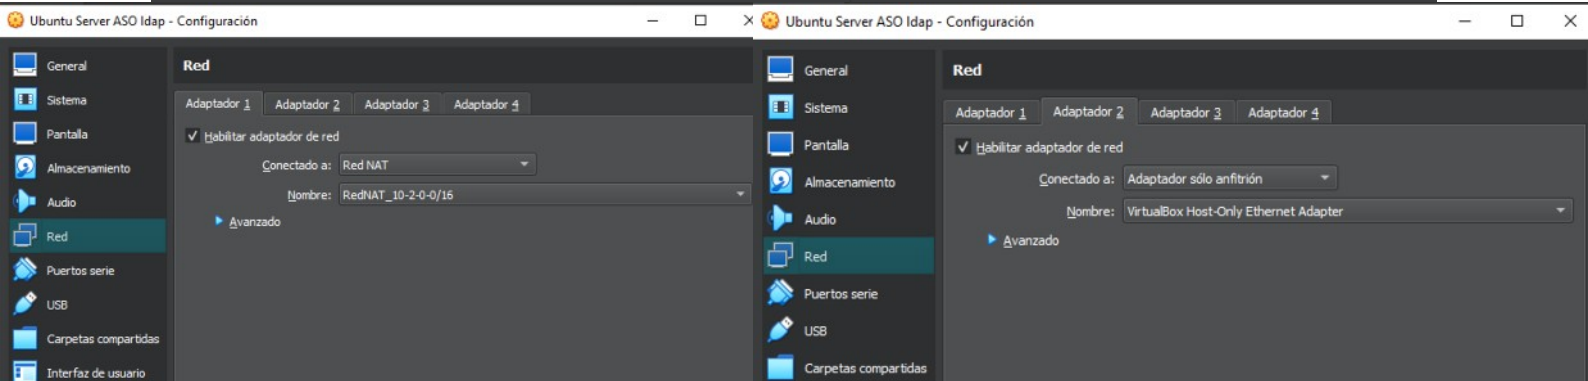 Ubuntu Server ASO ldap - Configuración
General
Sistema
Pantalla
Almacenamiento
Audio
Red
Puertos serie
USB
Carpetas compartidas
Interfaz de usuario
Red
Adaptador 1 Adaptador 2 Adaptador 3 Adaptador 4
Habilitar adaptador de red
Conectado a: Red NAT
Nombre: RedNAT_10-2-0-0/16
Avanzado
Ubuntu Server ASO ldap - Configuración
General
Sistema
Pantalla
Almacenamiento
Audio
Red
Puertos serie
USB
Carpetas compartidas
Red
Adaptador 1 Adaptador 2 Adaptador 3 Adaptador 4
Habilitar adaptador de red
Conectado a: Adaptador sólo anfitrión
Nombre: VirtualBox Host-Only Ethernet Adapter
Avanzado